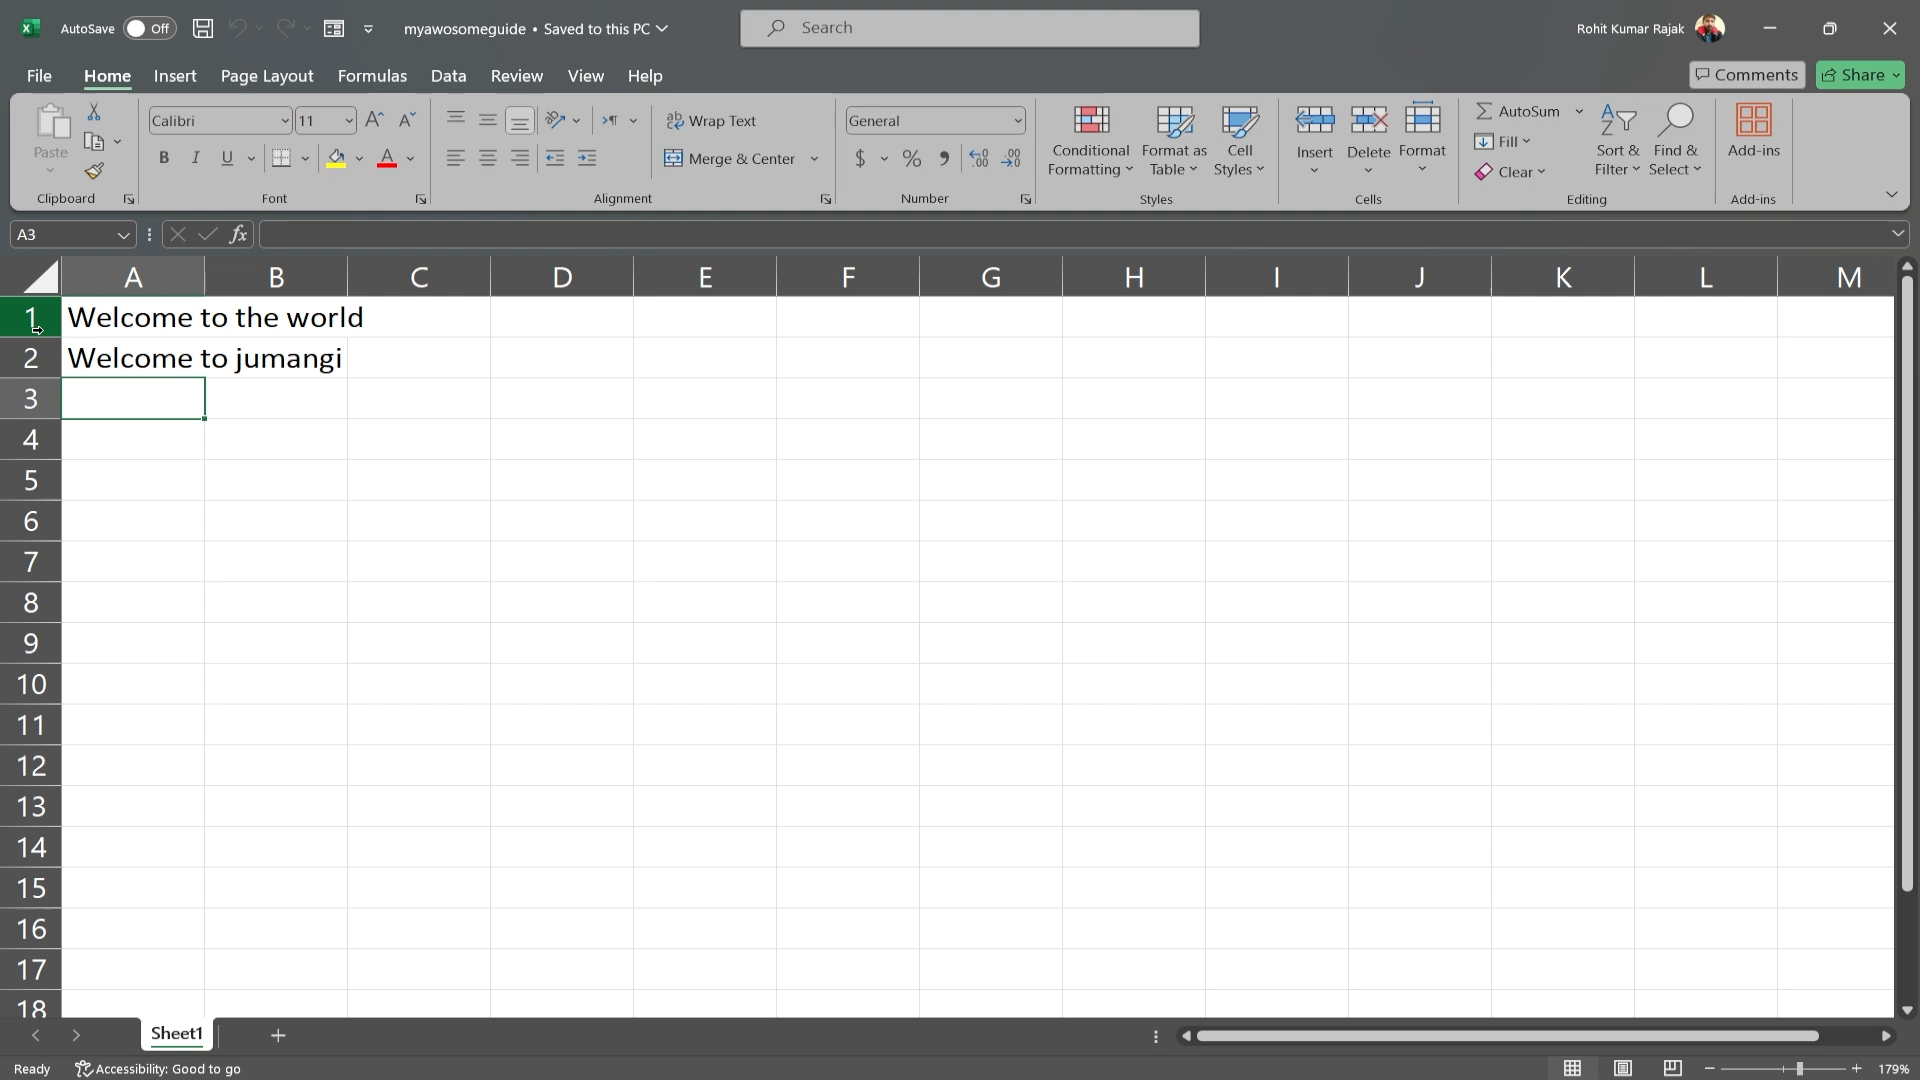 AutoSave Off myawosomeguide • Saved to this PC Search Rohit Kumar Rajak
File Home Insert Page Layout Formulas Data Review View Help Comments Share
Paste
Clipboard
Calibri 11
B I U A
Font
Wrap Text
Merge & Center
Alignment
General
$ % 9 .00 .00
Number
Conditional Formatting
Format as Table
Cell Styles
Styles
Insert Delete Format
Cells
AutoSum
Fill
Clear
Sort & Filter
Find & Select
Editing
Add-ins
Add-ins
A3 fx
A B C D E F G H I J K L M
1 Welcome to the world
2 Welcome to jumangi
3
4
5
6
7
8
9
10
11
12
13
14
15
16
17
18
Sheet1
Ready Accessibility: Good to go 179%